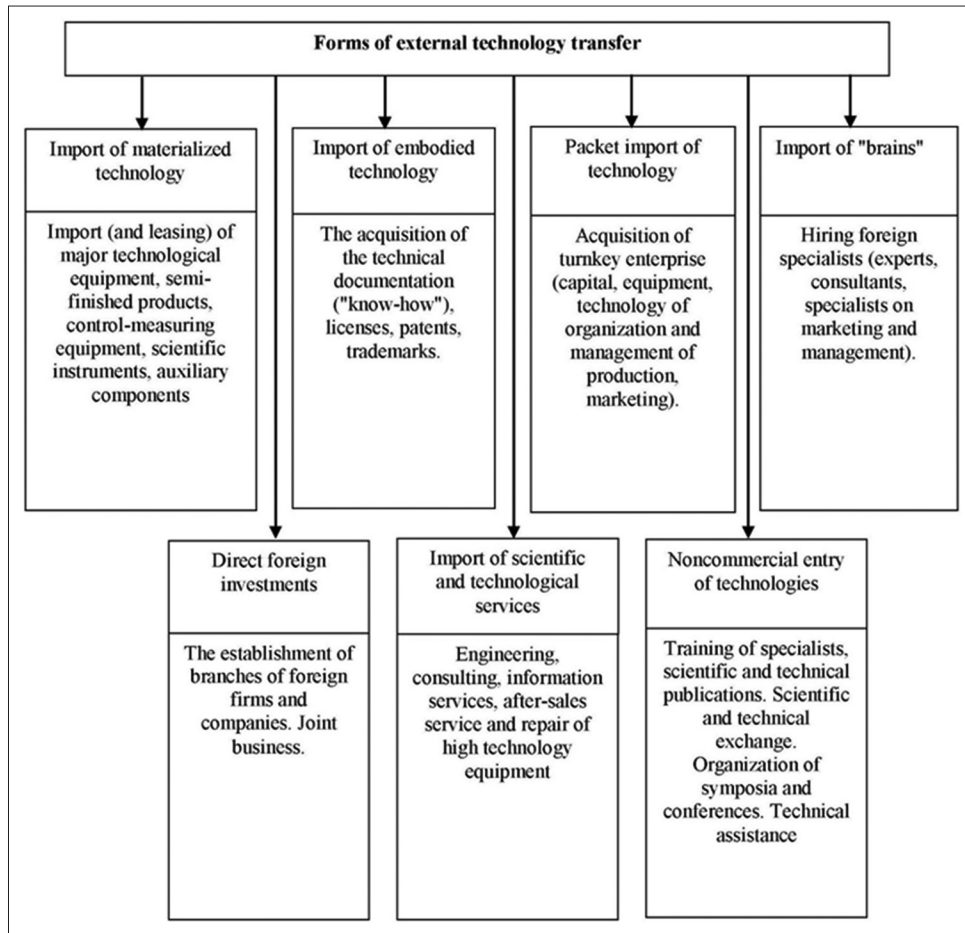 Forms of external technology transfer
Import of materialized
technology
Import (and leasing) of
major technological
equipment, semi-
finished products,
control-measuring
equipment, scientific
instruments, auxiliary
components
Import of embodied
technology
The acquisition of
the technical
documentation
("know-how"),
licenses, patents,
trademarks.
Packet import of
technology
Acquisition of
turnkey enterprise
(capital, equipment,
technology of
organization and
management of
production,
marketing).
Import of "brains"
Hiring foreign
specialists (experts,
consultants,
specialists on
marketing and
management).
Direct foreign
investments
The establishment of
branches of foreign
firms and
companies. Joint
business.
Import of scientific
and technological
services
Engineering,
consulting, information
services, after-sales
service and repair of
high technology
equipment
Noncommercial entry
of technologies
Training of specialists,
scientific and technical
publications. Scientific
and technical
exchange.
Organization of
symposia and
conferences. Technical
assistance